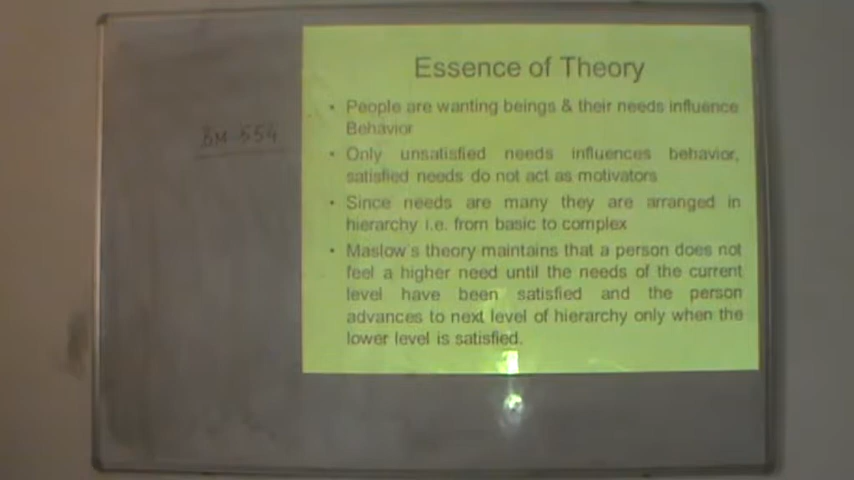 BM-554
Essence of Theory
• People are wanting beings & their needs influence
Behavior
• Only unsatisfied needs influences behavior,
satisfied needs do not act as motivators
• Since needs are many they are arranged in
hierarchy i.e. from basic to complex
• Maslow's theory maintains that a person does not
feel a higher need until the needs of the current
level have been satisfied and the person
advances to next level of hierarchy only when the
lower level is satisfied.